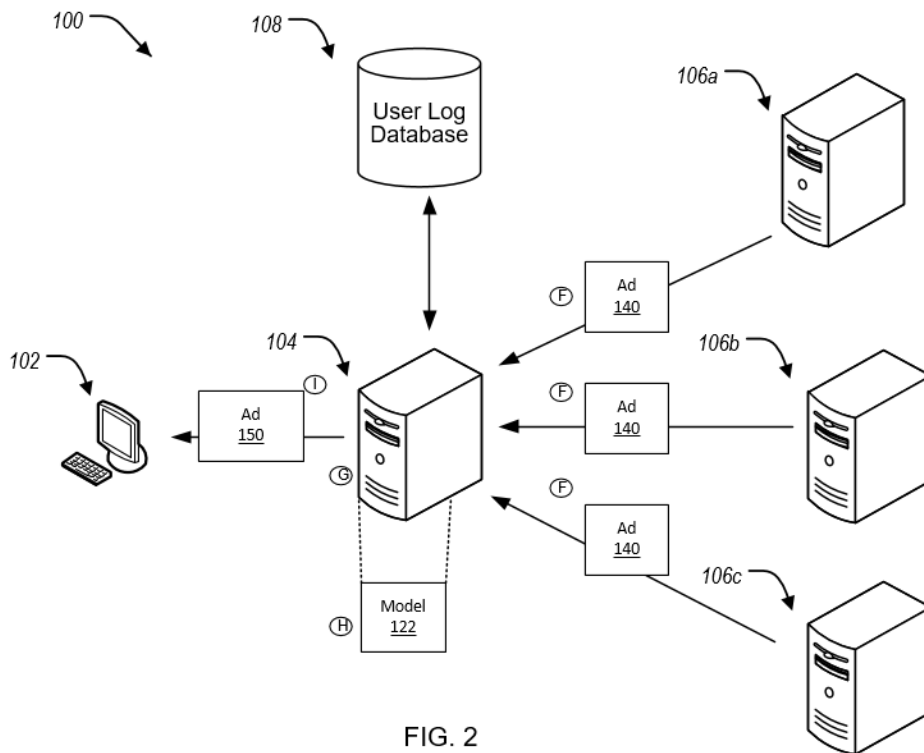 100
108
106a
User Log
Database
F
Ad
140
102
104
106b
I
Ad
150
F
Ad
140
G
F
Ad
140
106c
H
Model
122
FIG. 2